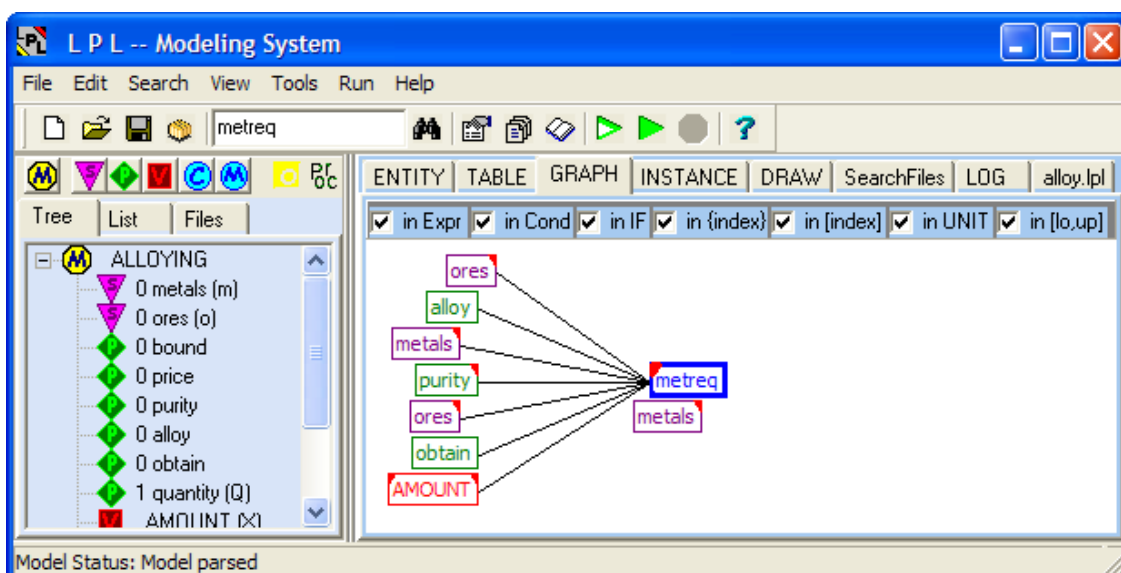 L P L -- Modeling System
File Edit Search View Tools Run Help
metreq
M S P V C M Pr oc
ENTITY TABLE GRAPH INSTANCE DRAW SearchFiles LOG alloy.lpl
Tree List Files
in Expr in Cond in IF in {index} in [index] in UNIT in [lo,up]
M ALLOYING
S 0 metals (m)
S 0 ores (o)
P 0 bound
P 0 price
P 0 purity
P 0 alloy
P 0 obtain
P 1 quantity (Q)
V AMOUNT (X)
ores
alloy
metals
purity
ores
obtain
AMOUNT
metreq
metals
Model Status: Model parsed